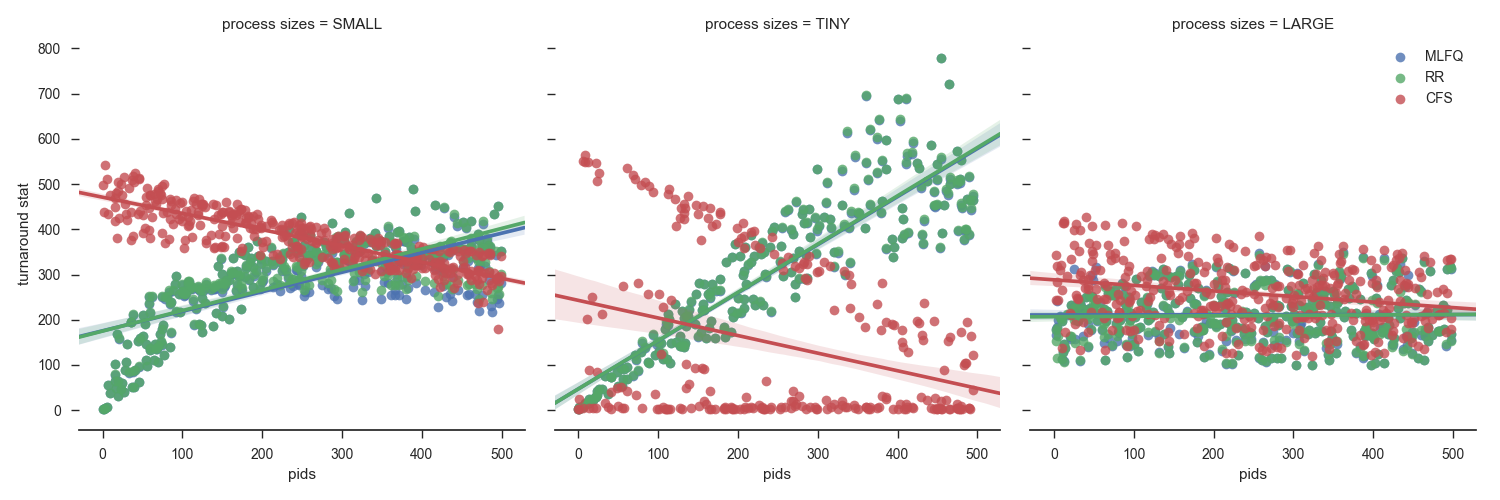 process sizes = SMALL
process sizes = TINY
process sizes = LARGE
800
700
600
500
400
300
200
100
0
turnaround stat
MLFQ
RR
CFS
0 100 200 300 400 500
0 100 200 300 400 500
0 100 200 300 400 500
pids
pids
pids